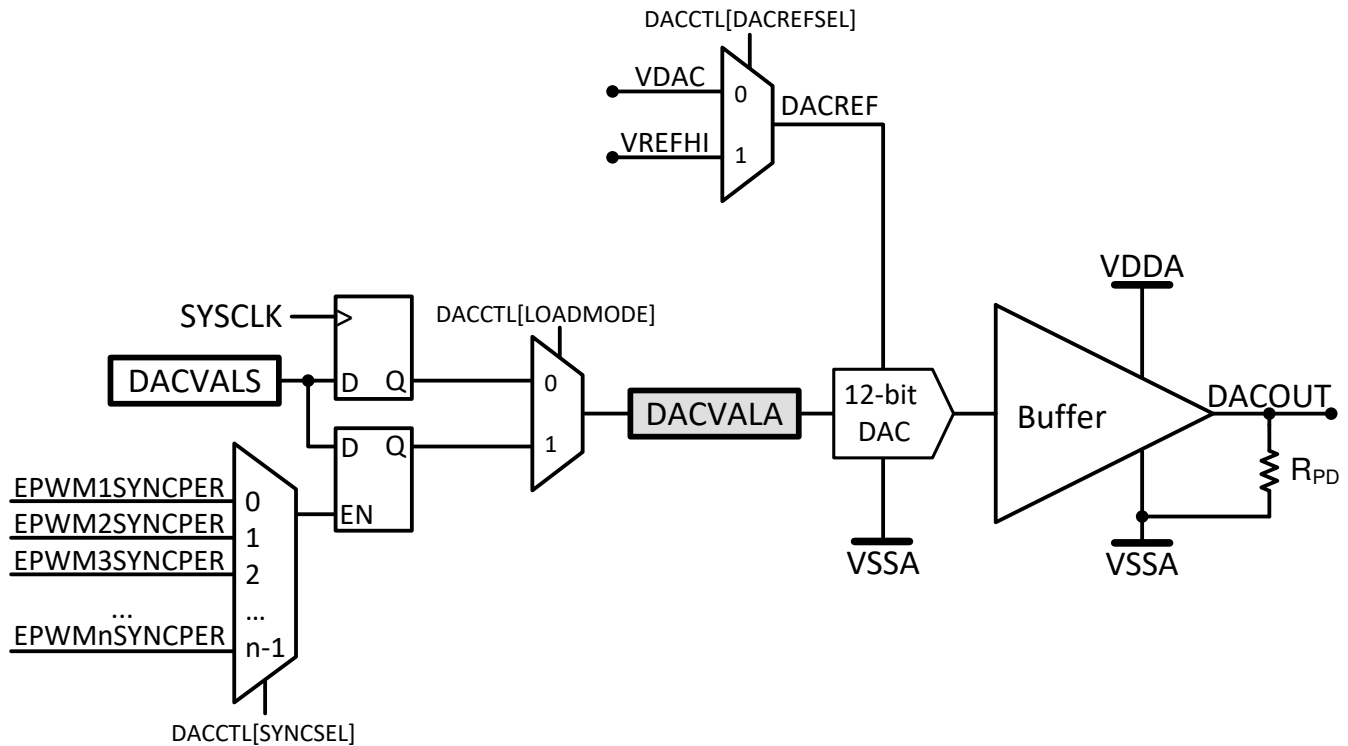 DACCTL[DACREFSEL]
VDAC
0
DACREF
VREFHI
1
VDDA
SYSCLK
>
DACCTL[LOADMODE]
DACVALS
D
Q
0
DACVALA
12-bit
DAC
Buffer
DACOUT
D
Q
1
RPD
EPWM1SYNCPER
0
EN
EPWM2SYNCPER
1
EPWM3SYNCPER
2
VSSA
VSSA
...
...
EPWMnSYNCPER
n-1
DACCTL[SYNCSEL]